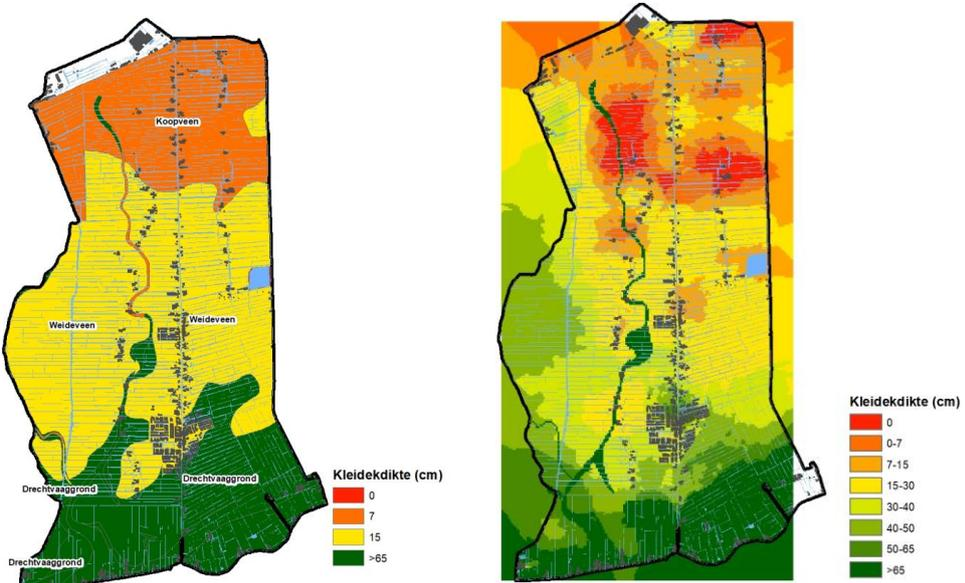 Koopveen
Weideveen
Weideveen
Drechtvaaggrond
Drechtvaaggrond
Drechtvaaggrond
Kleidekdikte (cm)
0
7
15
>65
Kleidekdikte (cm)
0
0-7
7-15
15-30
30-40
40-50
50-65
>65